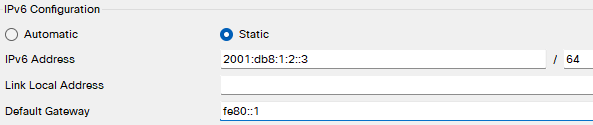 IPv6 Configuration
Automatic Static
IPv6 Address 2001:db8:1:2::3 / 64
Link Local Address
Default Gateway fe80::1